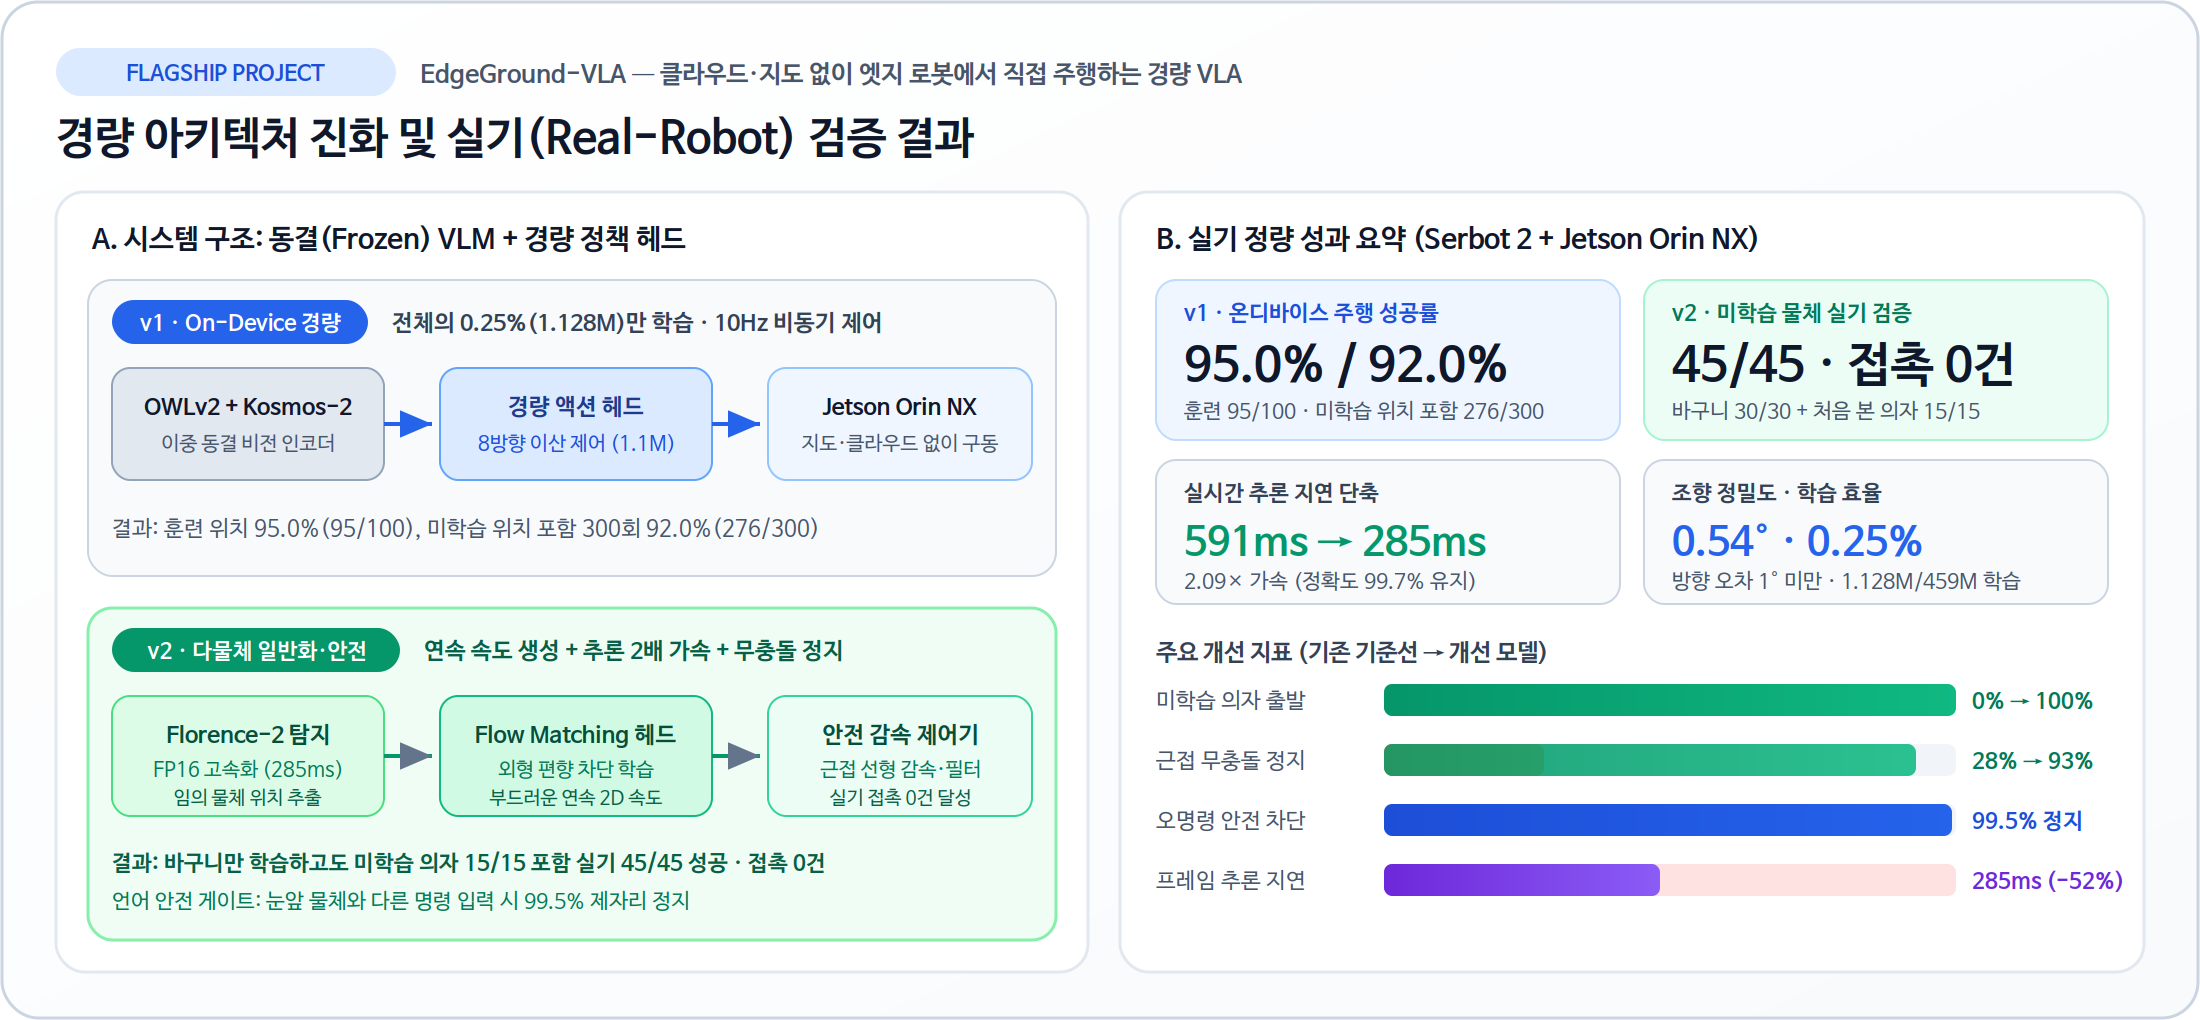 FLAGSHIP PROJECT
EdgeGround-VLA — 클라우드·지도 없이 엣지 로봇에서 직접 주행하는 경량 VLA
경량 아키텍처 진화 및 실기(Real-Robot) 검증 결과
A. 시스템 구조: 동결(Frozen) VLM + 경량 정책 헤드
v1 · On-Device 경량
전체의 0.25%(1.128M)만 학습 · 10Hz 비동기 제어
OWLv2 + Kosmos-2
이중 동결 비전 인코더
경량 액션 헤드
8방향 이산 제어 (1.1M)
Jetson Orin NX
지도·클라우드 없이 구동
결과: 훈련 위치 95.0%(95/100), 미학습 위치 포함 300회 92.0%(276/300)
v2 · 다물체 일반화·안전
연속 속도 생성 + 추론 2배 가속 + 무충돌 정지
Florence-2 탐지
FP16 고속화 (285ms)
임의 물체 위치 추출
Flow Matching 헤드
외형 편향 차단 학습
부드러운 연속 2D 속도
안전 감속 제어기
근접 선형 감속·필터
실기 접촉 0건 달성
결과: 바구니만 학습하고도 미학습 의자 15/15 포함 실기 45/45 성공 · 접촉 0건
언어 안전 게이트: 눈앞 물체와 다른 명령 입력 시 99.5% 제자리 정지
B. 실기 정량 성과 요약 (Serbot 2 + Jetson Orin NX)
v1 · 온디바이스 주행 성공률
95.0% / 92.0%
훈련 95/100 · 미학습 위치 포함 276/300
v2 · 미학습 물체 실기 검증
45/45 · 접촉 0건
바구니 30/30 + 처음 본 의자 15/15
실시간 추론 지연 단축
591ms → 285ms
2.09× 가속 (정확도 99.7% 유지)
조향 정밀도 · 학습 효율
0.54° · 0.25%
방향 오차 1° 미만 · 1.128M/459M 학습
주요 개선 지표 (기존 기준선 → 개선 모델)
미학습 의자 출발
0% → 100%
근접 무충돌 정지
28% → 93%
오명령 안전 차단
99.5% 정지
프레임 추론 지연
285ms (-52%)